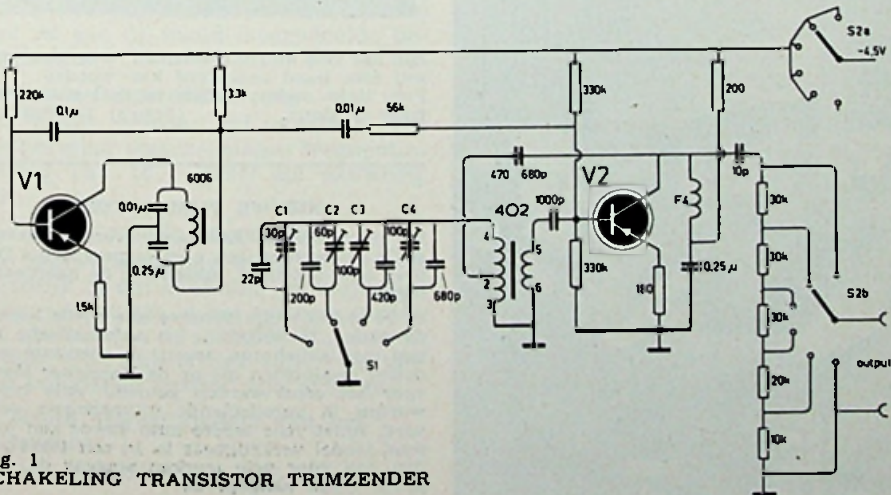 S2a
-4,5V
220k
3.3k
330k
200
0.1μ
0.01μ
56k
470
680p
10p
V1
6006
V2
1000p
402
F4
30k
0.01μ
C1
C2
C3
C4
30p
60p
100p
100p
4
5
30k
S2b
22p
0.25μ
200p
420p
680p
2
3
6
330k
180
0.25μ
30k
1.5k
S1
output
20k
10k
g. 1
CHAKELING TRANSISTOR TRIMZENDER